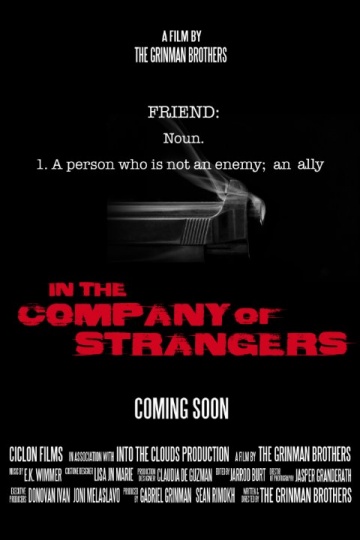 A FILM BY
THE GRINMAN BROTHERS
FRIEND:
Noun.
1. A person who is not an enemy; an ally
IN THE
COMPANY OF
STRANGERS
COMING SOON
CICLON FILMS IN ASSOCIATION WITH INTO THE CLOUDS PRODUCTION A FILM BY THE GRINMAN BROTHERS
MUSIC BY E.K. WIMMER COSTUME DESIGNER LISA JN MARIE PRODUCTION DESIGNER CLAUDIA DE GUZMAN EDITED BY JARROD BURT DIRECTOR OF PHOTOGRAPHY JASPER GRANDERATH
EXECUTIVE PRODUCERS DONOVAN IVAN JONI MELASLAVO PRODUCED BY GABRIEL GRINMAN SEAN RIMOKH WRITTEN & DIRECTED BY THE GRINMAN BROTHERS